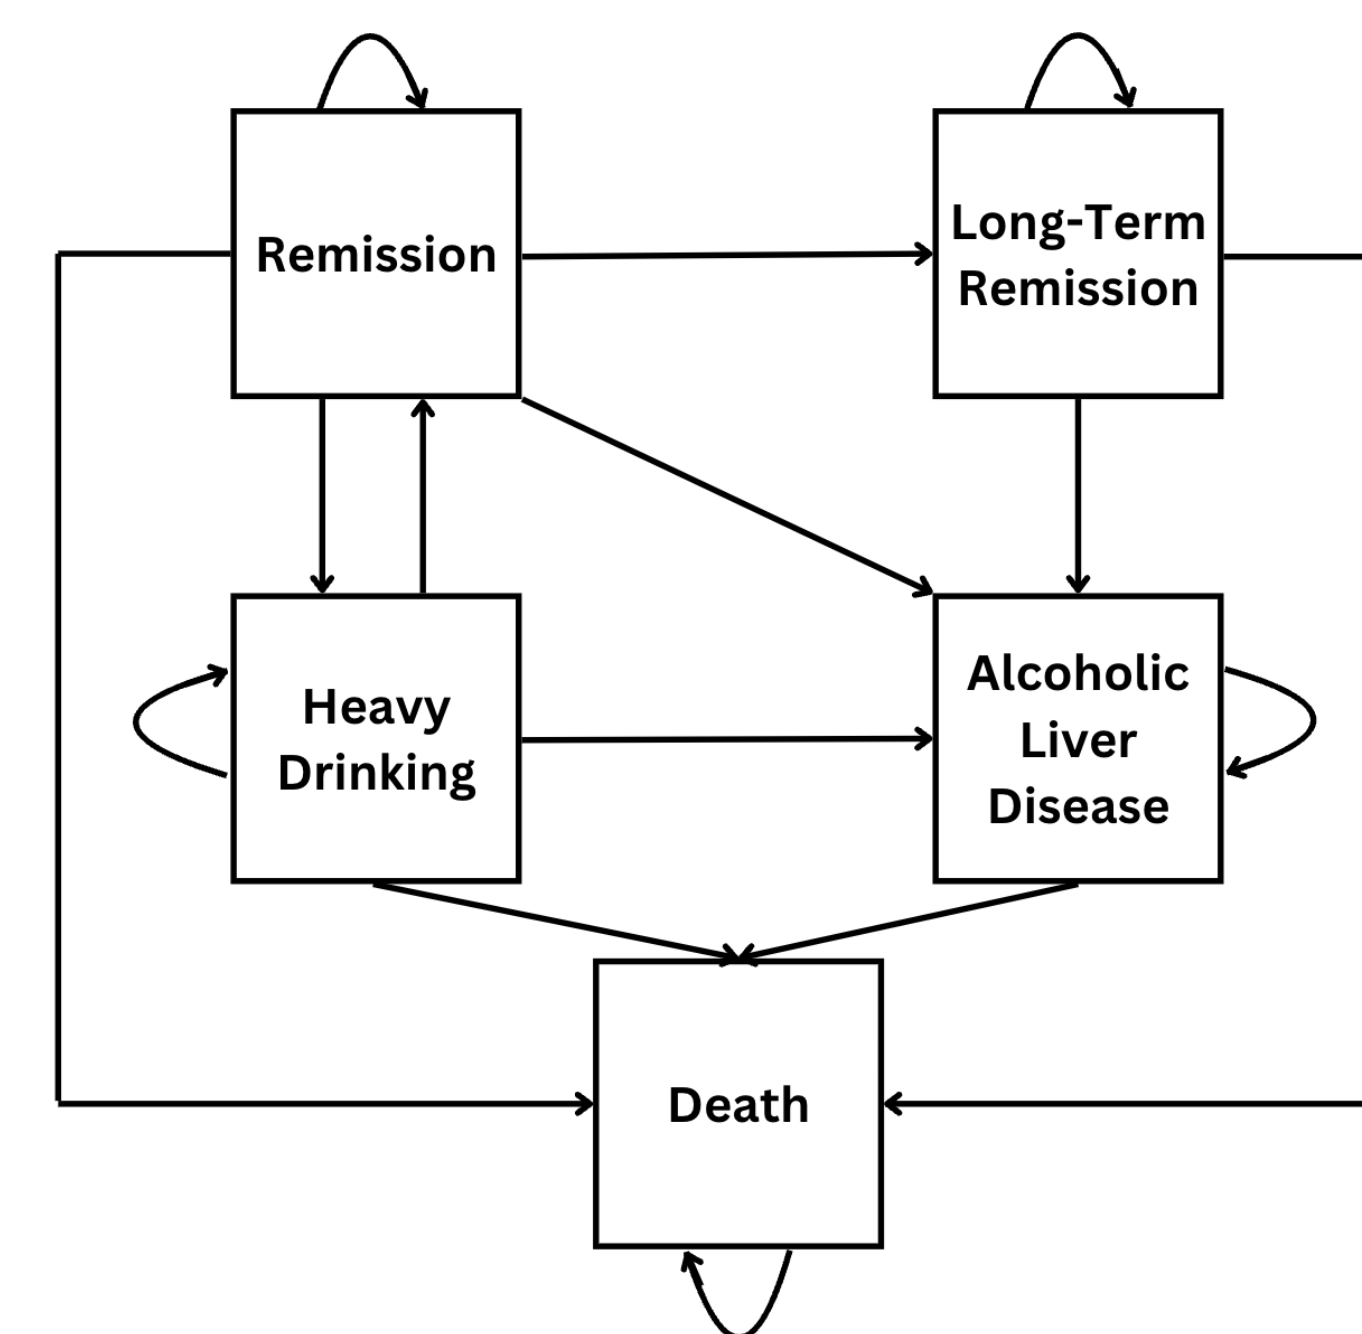 Remission
Long-Term
Remission
Heavy
Drinking
Alcoholic
Liver
Disease
Death